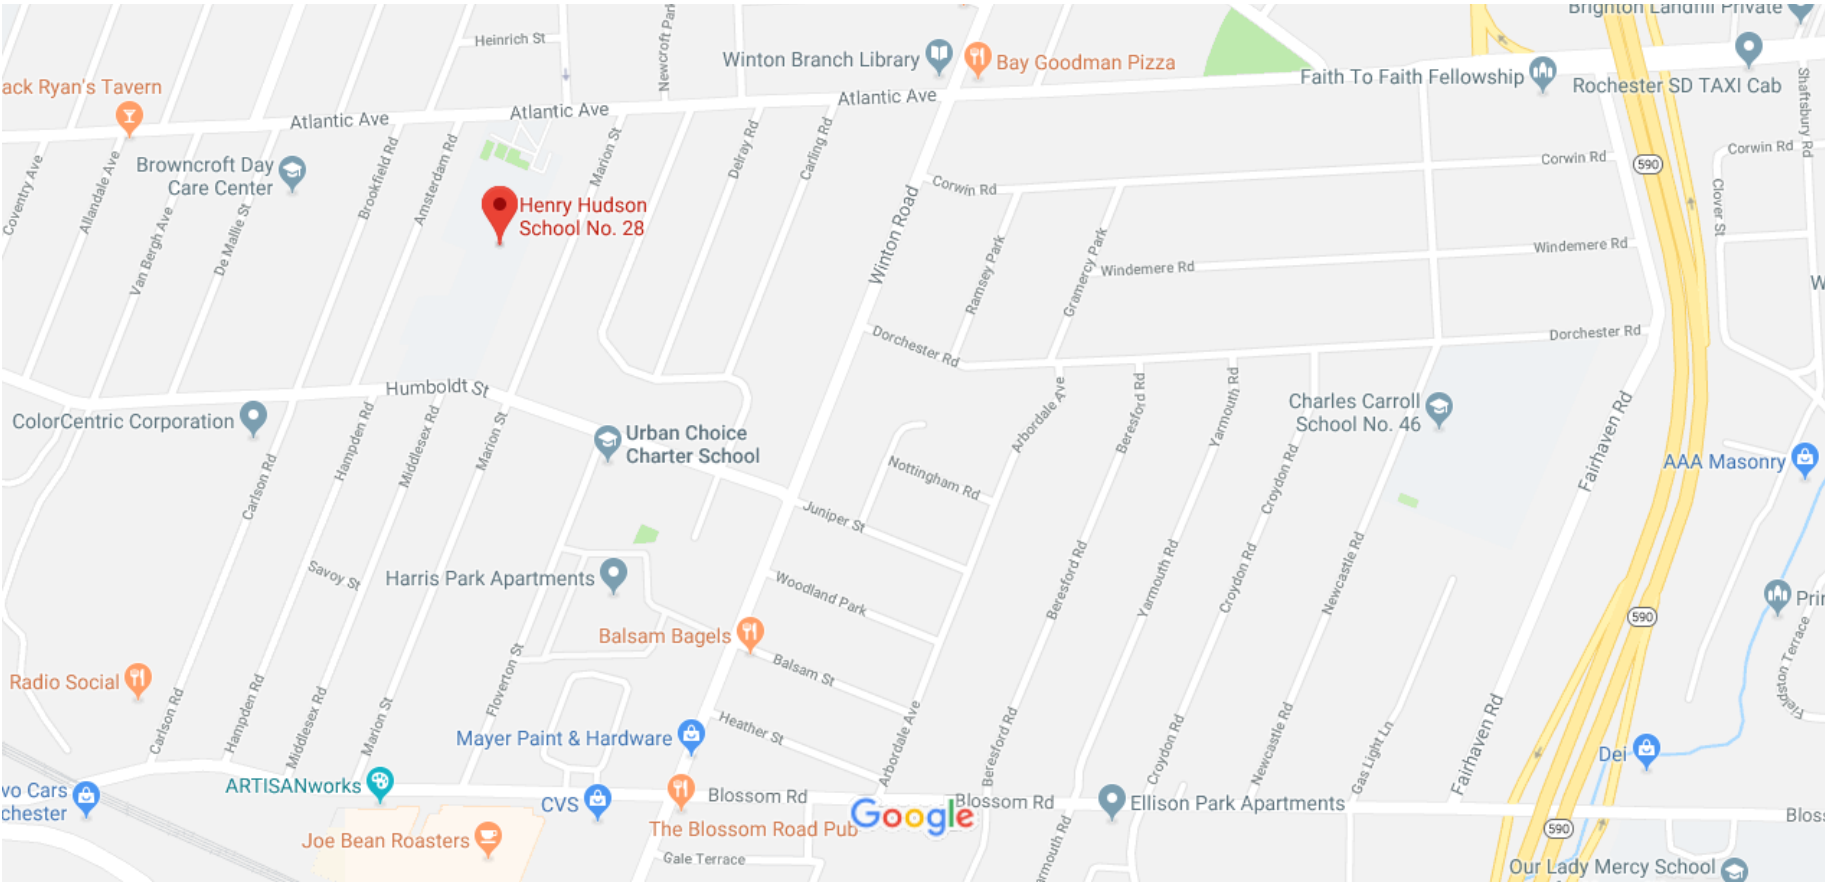 Brighton Landfill Private
Heinrich St
Newcroft Park
Winton Branch Library
Bay Goodman Pizza
Faith To Faith Fellowship
Rochester SD TAXI Cab
ack Ryan's Tavern
Atlantic Ave
Atlantic Ave
Atlantic Ave
Shaftsbury Rd
Coventry Ave
Allandale Ave
Van Bergh Ave
De Mallie St
Browncroft Day
Care Center
Brookfield Rd
Amsterdam Rd
Marion St
Delray Rd
Carling Rd
Corwin Rd
Corwin Rd
Corwin Rd
590
Clover St
Henry Hudson
School No. 28
Winton Road
Ramsey Park
Gramercy Park
Windemere Rd
Windemere Rd
W
Dorchester Rd
Dorchester Rd
Humboldt St
ColorCentric Corporation
Urban Choice
Charter School
Charles Carroll
School No. 46
Carlson Rd
Hampden Rd
Middlesex Rd
Marion St
Nottingham Rd
Arbordale Ave
Beresford Rd
Yarmouth Rd
Croydon Rd
Fairhaven Rd
AAA Masonry
Juniper St
Savoy St
Harris Park Apartments
Woodland Park
Beresford Rd
Yarmouth Rd
Croydon Rd
Newcastle Rd
590
Prin
Balsam Bagels
Balsam St
Radio Social
Fieldston Terrace
Carlson Rd
Hampden Rd
Middlesex Rd
Marion St
Floverton St
Mayer Paint & Hardware
Heather St
Arbordale Ave
Beresford Rd
Croydon Rd
Newcastle Rd
Gas Light Ln
Fairhaven Rd
Dei
vo Cars
chester
ARTISANworks
CVS
Blossom Rd
Google
Blossom Rd
Ellison Park Apartments
Bloss
Joe Bean Roasters
The Blossom Road Pub
590
Gale Terrace
armouth Rd
Our Lady Mercy School